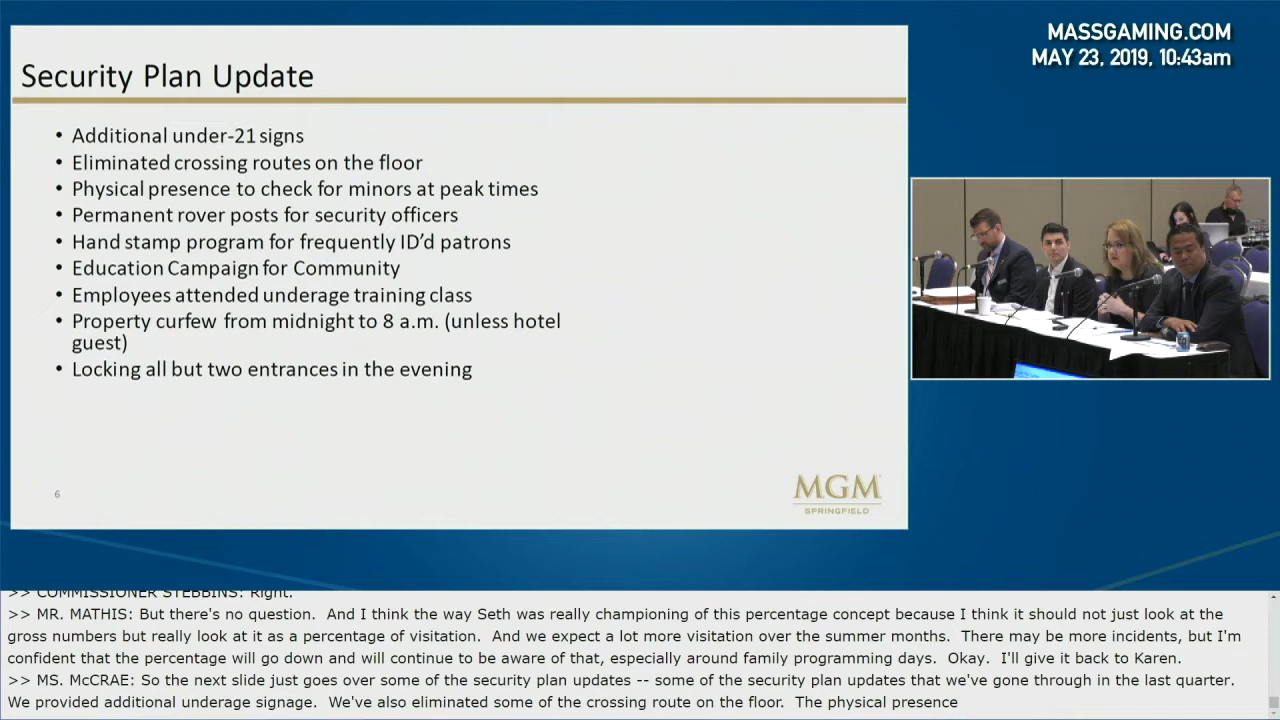 MASSGAMING.COM
MAY 23, 2019, 10:43am
Security Plan Update
• Additional under-21 signs
• Eliminated crossing routes on the floor
• Physical presence to check for minors at peak times
• Permanent rover posts for security officers
• Hand stamp program for frequently ID’d patrons
• Education Campaign for Community
• Employees attended underage training class
• Property curfew from midnight to 8 a.m. (unless hotel
guest)
• Locking all but two entrances in the evening
6
MGM
SPRINGFIELD
>> COMMISSIONER STEBBINS: Right.
>> MR. MATHIS: But there's no question.  And I think the way Seth was really championing of this percentage concept because I think it should not just look at the
gross numbers but really look at it as a percentage of visitation.  And we expect a lot more visitation over the summer months.  There may be more incidents, but I'm
confident that the percentage will go down and will continue to be aware of that, especially around family programming days.  Okay.  I'll give it back to Karen.
>> MS. McCRAE: So the next slide just goes over some of the security plan updates -- some of the security plan updates that we've gone through in the last quarter.
We provided additional underage signage.  We've also eliminated some of the crossing route on the floor.  The physical presence